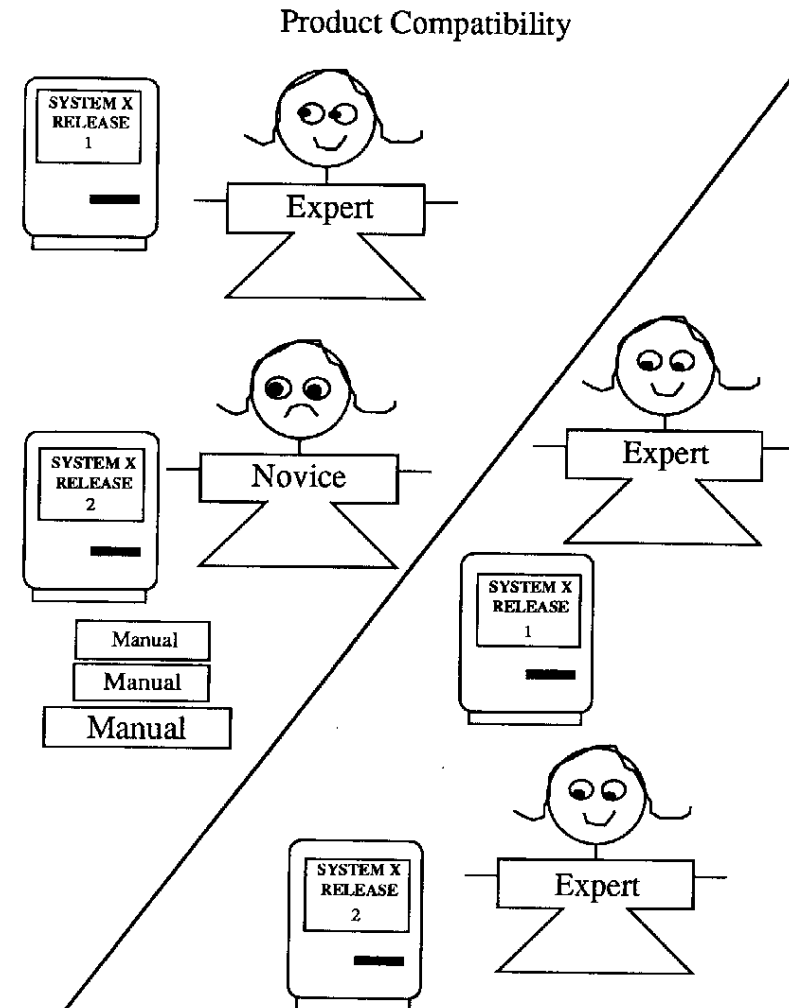 Product Compatibility
SYSTEM X
RELEASE
1
Expert
SYSTEM X
RELEASE
2
Novice
Manual
Manual
Manual
Expert
SYSTEM X
RELEASE
1
SYSTEM X
RELEASE
2
Expert